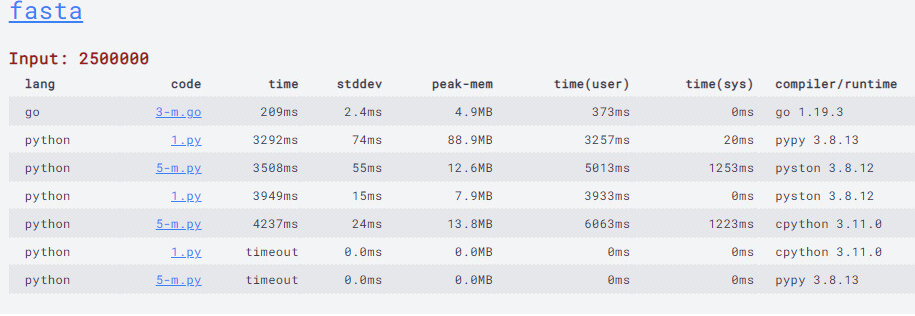 fasta
Input: 2500000
lang code time stddev peak-mem time(user) time(sys) compiler/runtime
go 3-m.go 209ms 2.4ms 4.9MB 373ms 0ms go 1.19.3
python 1.py 3292ms 74ms 88.9MB 3257ms 20ms pypy 3.8.13
python 5-m.py 3508ms 55ms 12.6MB 5013ms 1253ms pyston 3.8.12
python 1.py 3949ms 15ms 7.9MB 3933ms 0ms pyston 3.8.12
python 5-m.py 4237ms 24ms 13.8MB 6063ms 1223ms cpython 3.11.0
python 1.py timeout 0.0ms 0.0MB 0ms 0ms cpython 3.11.0
python 5-m.py timeout 0.0ms 0.0MB 0ms 0ms pypy 3.8.13